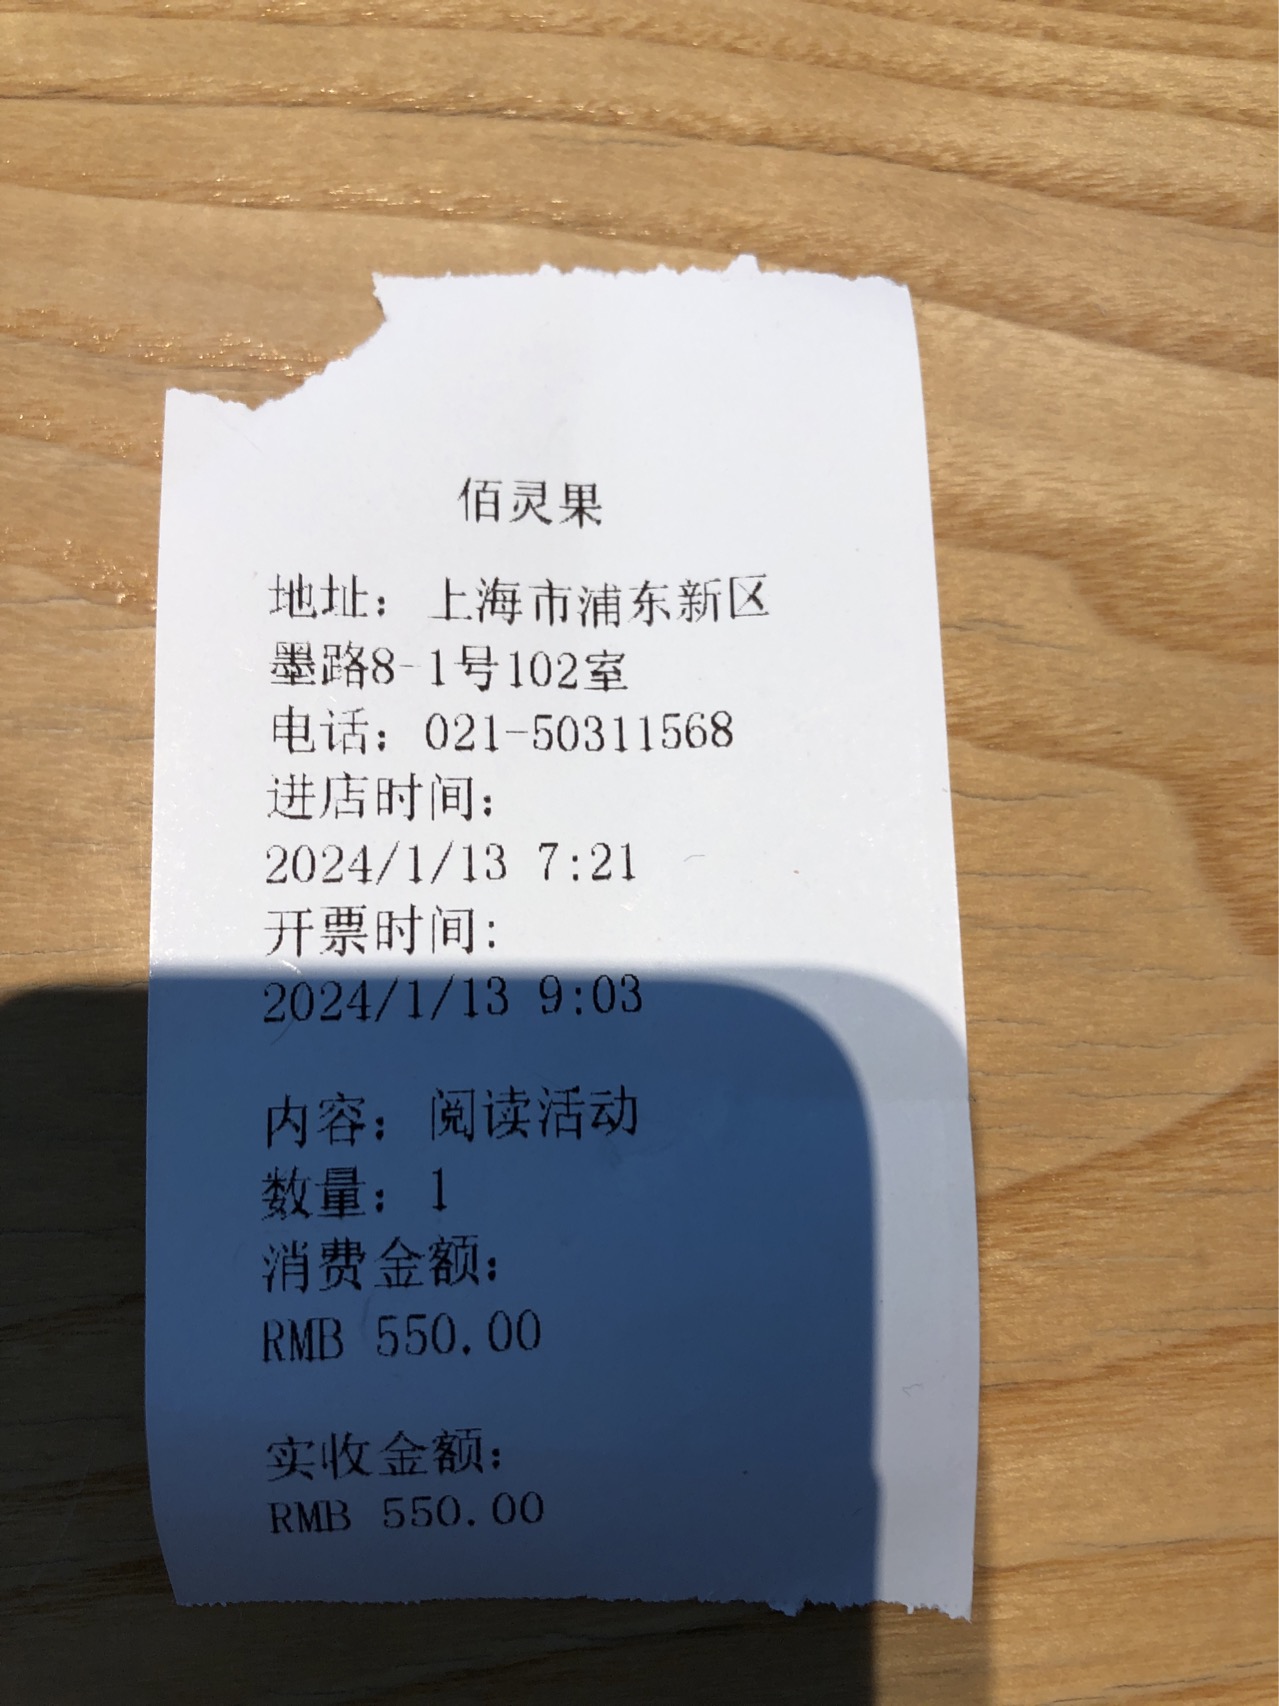 佰灵果
地址：上海市浦东新区
墨路8-1号102室
电话：021-50311568
进店时间：
2024/1/13 7:21
开票时间：
2024/1/13 9:03
内容：阅读活动
数量：1
消费金额：
RMB 550.00
实收金额：
RMB 550.00